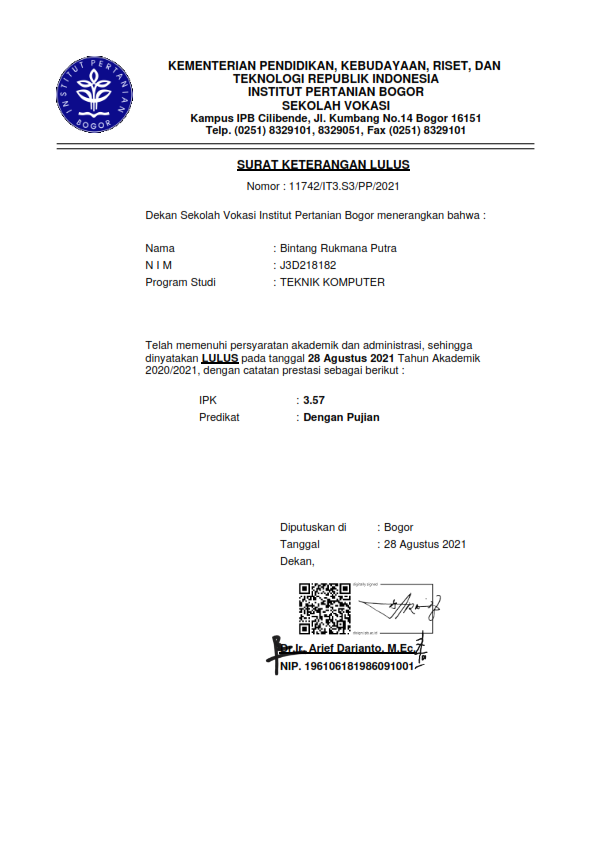 INSTITUT PERTANIAN
BOGOR
KEMENTERIAN PENDIDIKAN, KEBUDAYAAN, RISET, DAN
TEKNOLOGI REPUBLIK INDONESIA
INSTITUT PERTANIAN BOGOR
SEKOLAH VOKASI
Kampus IPB Cilibende, Jl. Kumbang No.14 Bogor 16151
Telp. (0251) 8329101, 8329051, Fax (0251) 8329101
SURAT KETERANGAN LULUS
Nomor : 11742/IT3.S3/PP/2021
Dekan Sekolah Vokasi Institut Pertanian Bogor menerangkan bahwa :
Nama : Bintang Rukmana Putra
N I M : J3D218182
Program Studi : TEKNIK KOMPUTER
Telah memenuhi persyaratan akademik dan administrasi, sehingga
dinyatakan LULUS pada tanggal 28 Agustus 2021 Tahun Akademik
2020/2021, dengan catatan prestasi sebagai berikut :
IPK : 3.57
Predikat : Dengan Pujian
Diputuskan di : Bogor
Tanggal : 28 Agustus 2021
Dekan,
digitally signed
Dr.Ir. Arief Darianto, M.Ec.
NIP. 196106181986091001